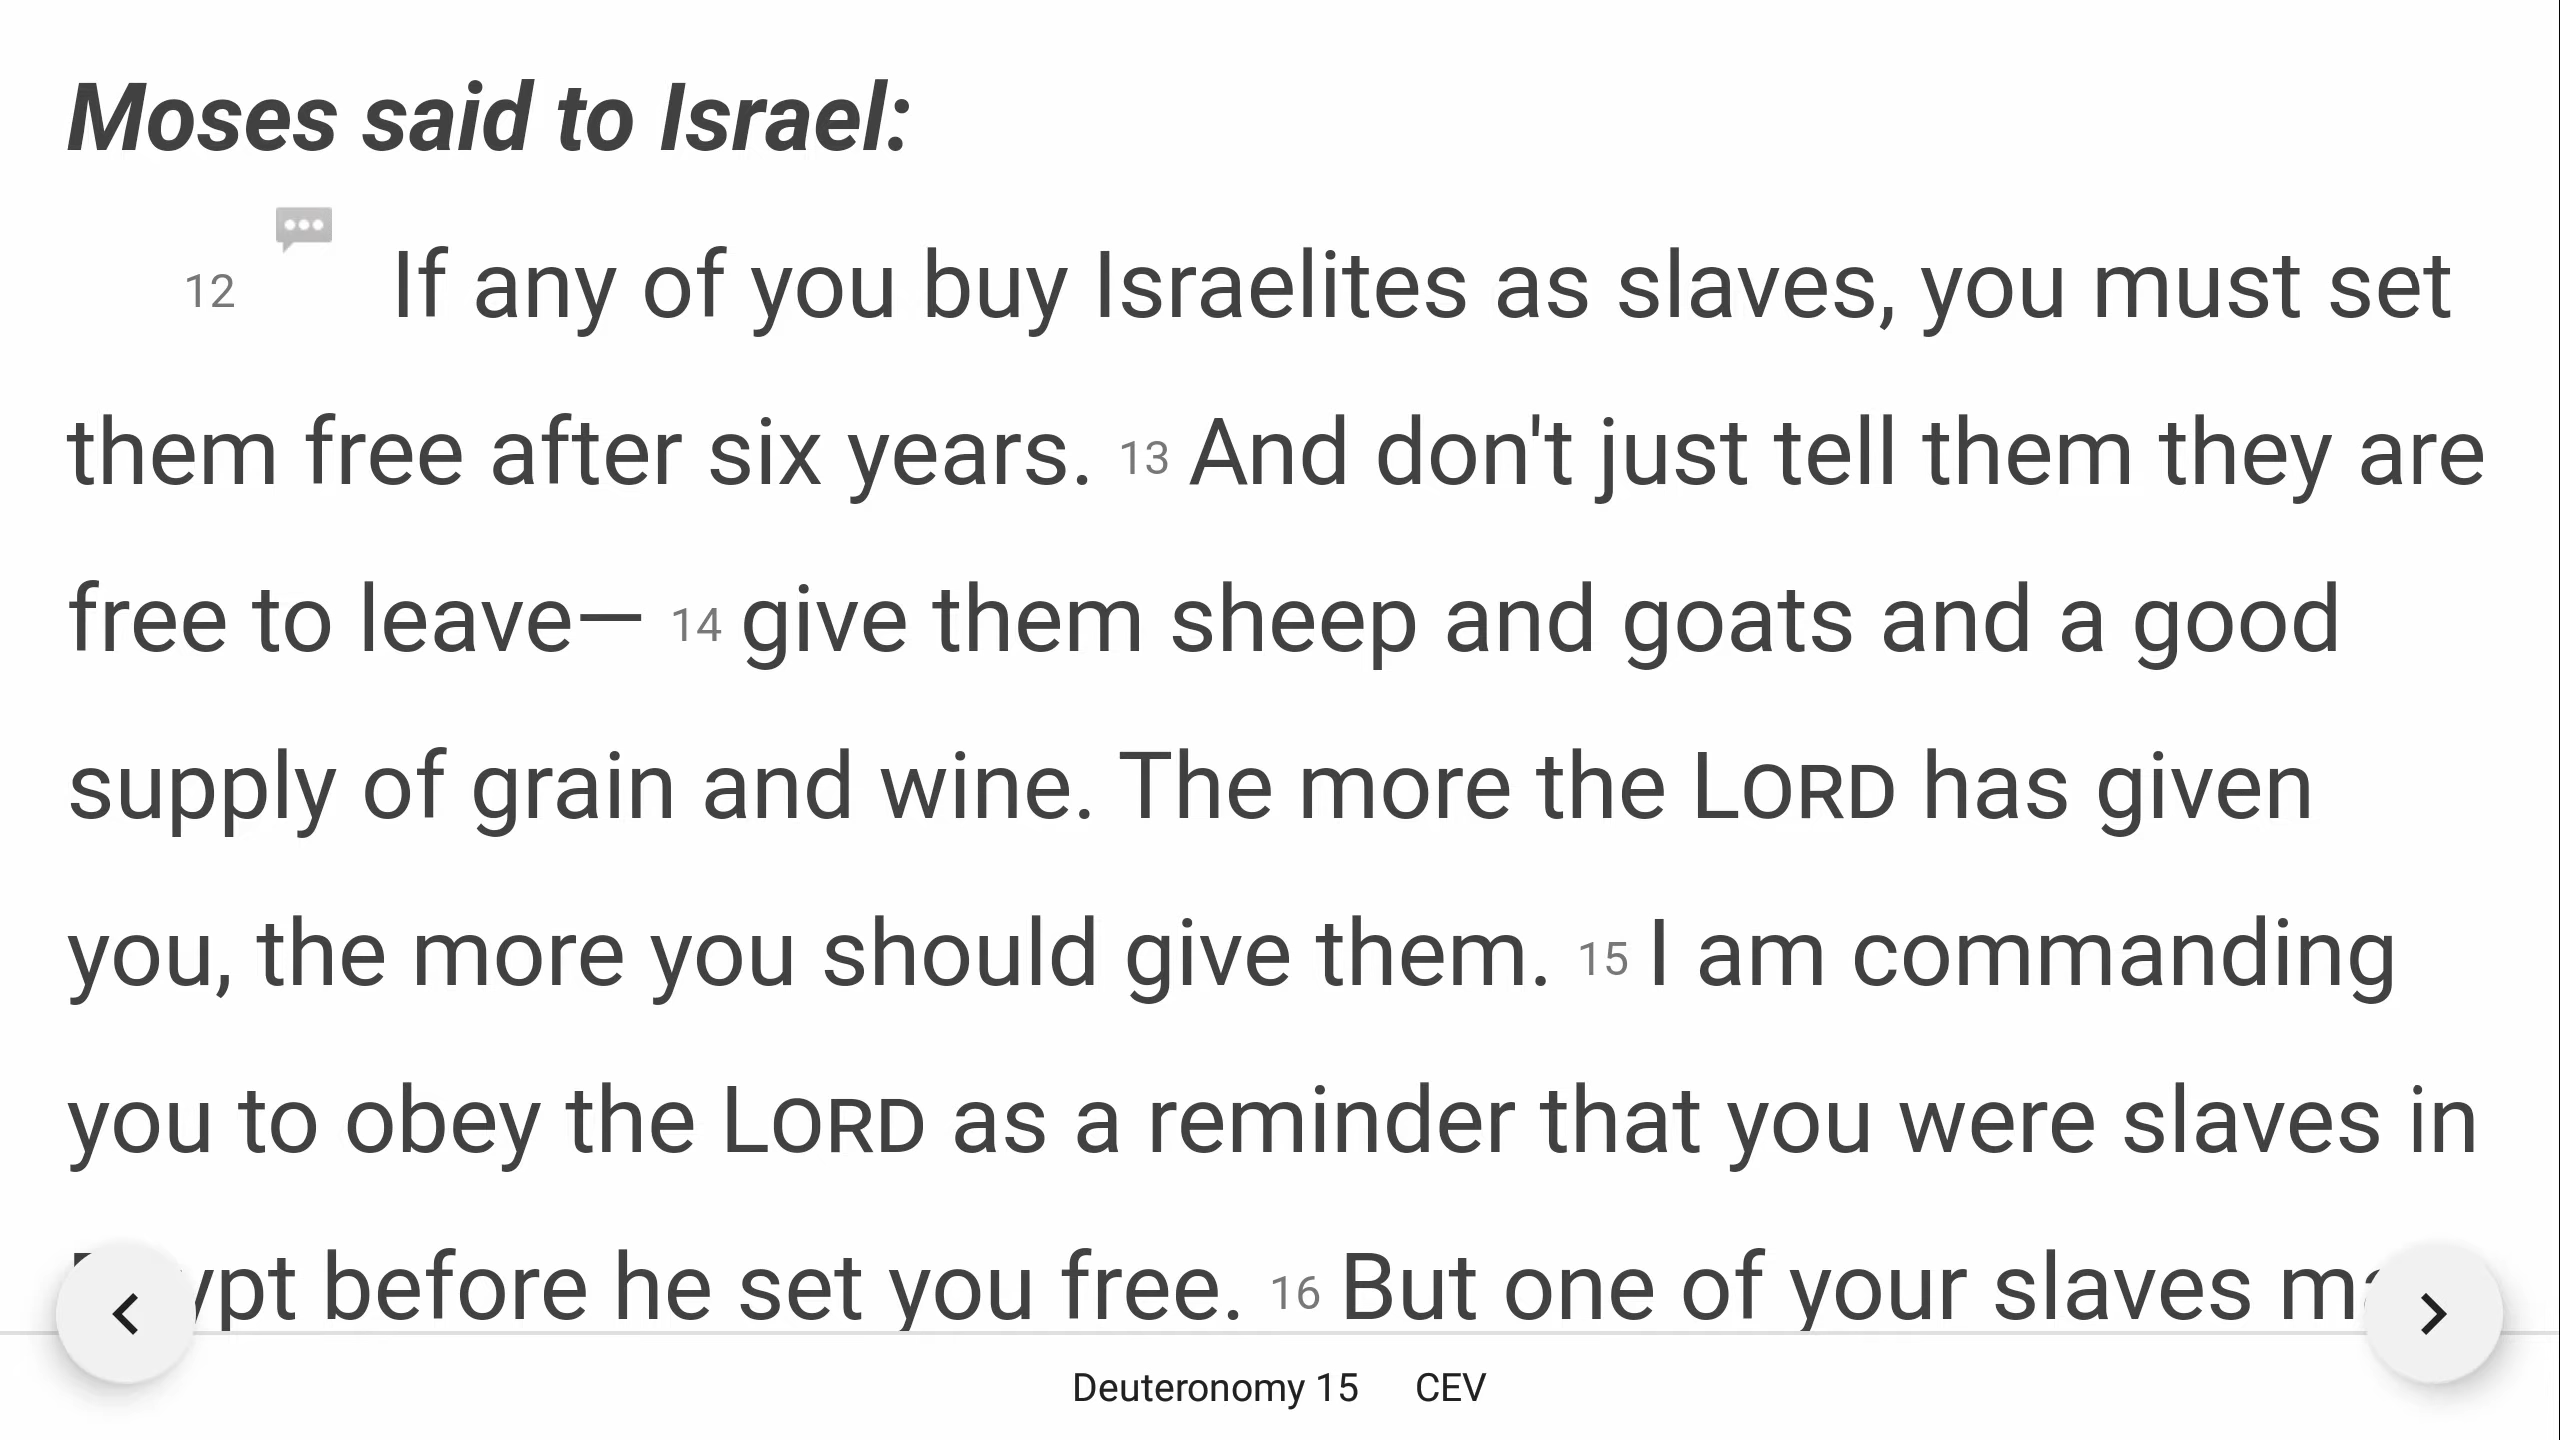 Moses said to Israel:
12 If any of you buy Israelites as slaves, you must set
them free after six years. 13 And don't just tell them they are
free to leave— 14 give them sheep and goats and a good
supply of grain and wine. The more the LORD has given
you, the more you should give them. 15 I am commanding
you to obey the LORD as a reminder that you were slaves in
before he set you free. 16 But one of your slaves
Deuteronomy 15 CEV